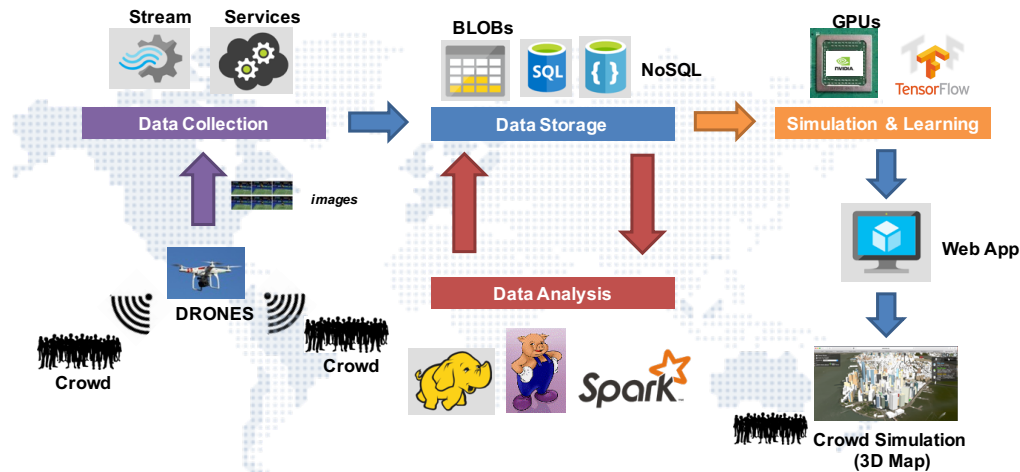 Stream
Services
BLOBs
SQL
{ }
NoSQL
GPUs
NVIDIA
TensorFlow
Data Collection
Data Storage
Simulation & Learning
images
Web App
DRONES
Data Analysis
Crowd
Crowd
Spark
Crowd Simulation
(3D Map)